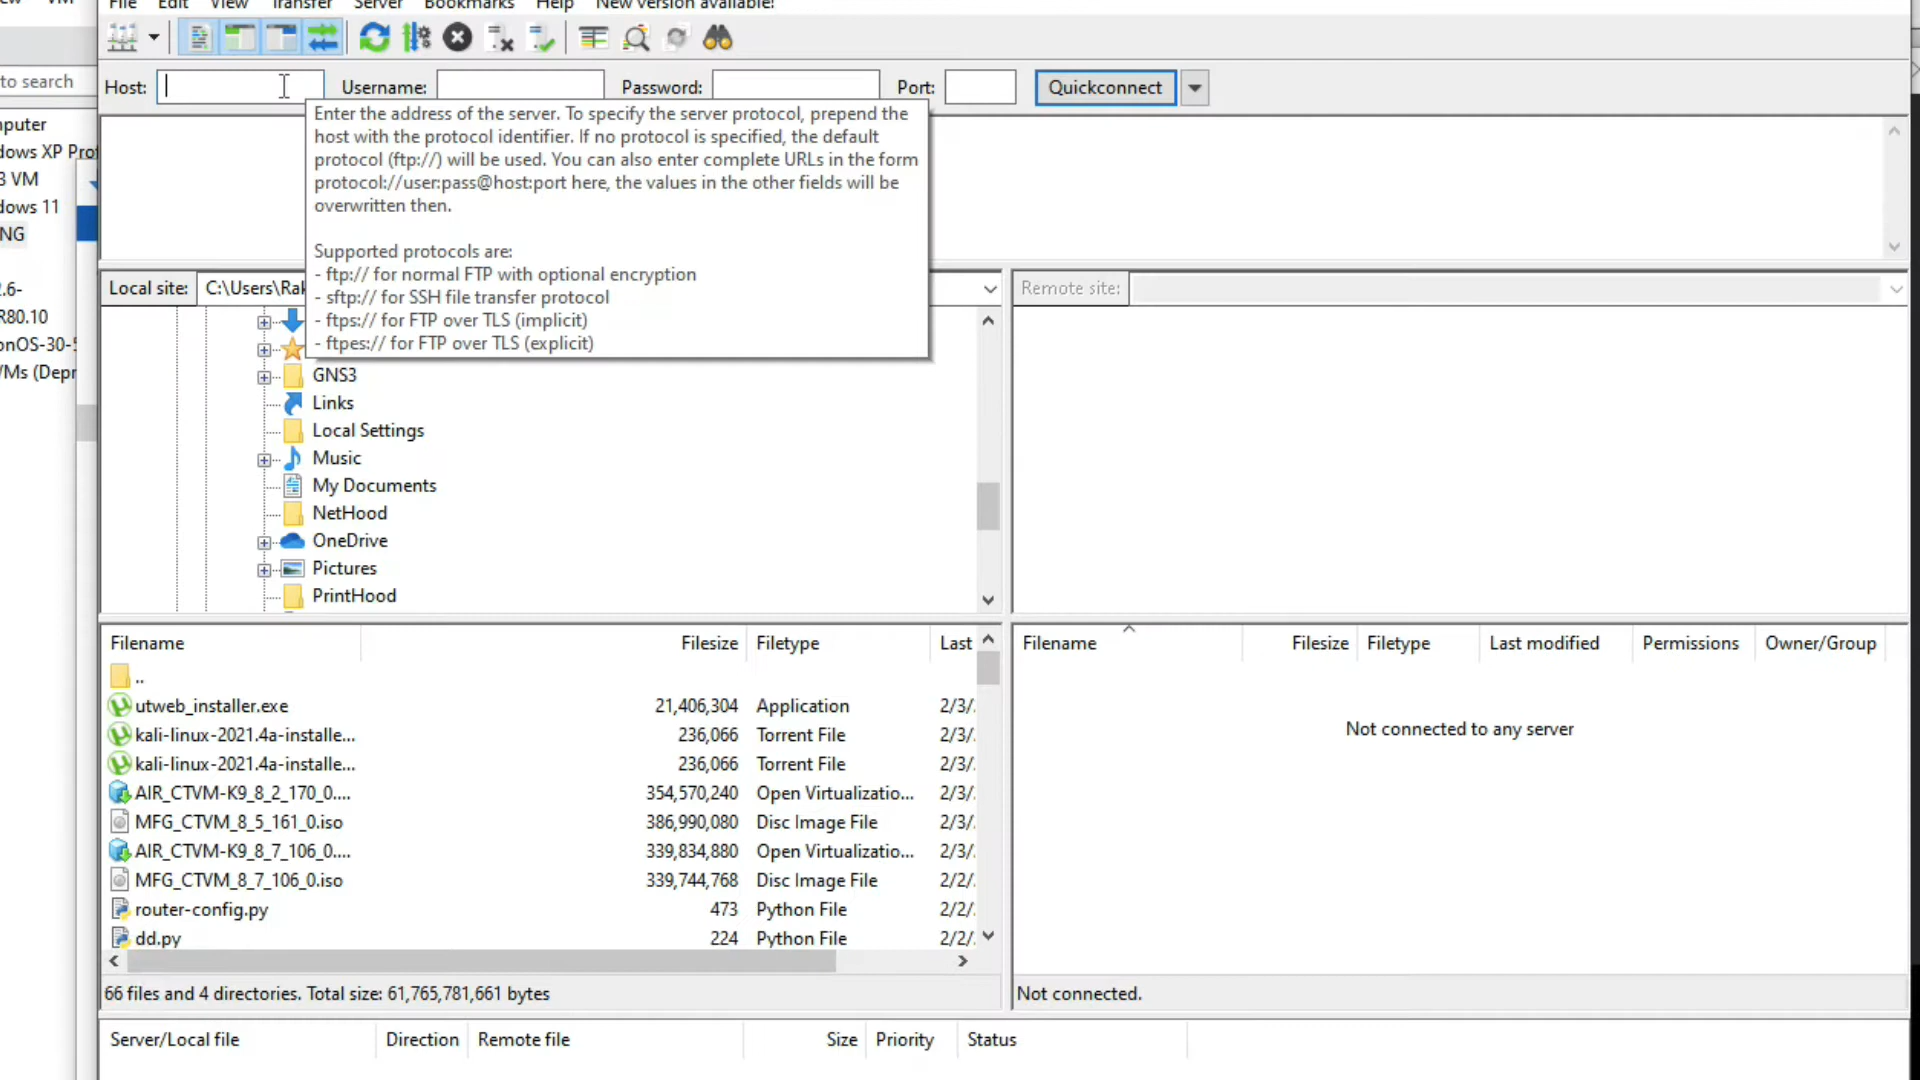 File Edit View Transfer Server Bookmarks Help New version available!
to search
Host: Username: Password: Port: Quickconnect
Enter the address of the server. To specify the server protocol, prepend the
host with the protocol identifier. If no protocol is specified, the default
protocol (ftp://) will be used. You can also enter complete URLs in the form
protocol://user:pass@host:port here, the values in the other fields will be
overwritten then.
Supported protocols are:
- ftp:// for normal FTP with optional encryption
- sftp:// for SSH file transfer protocol
- ftps:// for FTP over TLS (implicit)
- ftpes:// for FTP over TLS (explicit)
mputer
dows XP Prof
3 VM
dows 11
NG
2.6-
R80.10
onOS-30-5
VMs (Depr
Local site: C:\Users\Rak
Remote site:
GNS3
Links
Local Settings
Music
My Documents
NetHood
OneDrive
Pictures
PrintHood
Filename Filesize Filetype Last
..
utweb_installer.exe 21,406,304 Application 2/3/.
kali-linux-2021.4a-installe... 236,066 Torrent File 2/3/.
kali-linux-2021.4a-installe... 236,066 Torrent File 2/3/.
AIR_CTVM-K9_8_2_170_0.... 354,570,240 Open Virtualizatio... 2/3/.
MFG_CTVM_8_5_161_0.iso 386,990,080 Disc Image File 2/3/.
AIR_CTVM-K9_8_7_106_0.... 339,834,880 Open Virtualizatio... 2/3/.
MFG_CTVM_8_7_106_0.iso 339,744,768 Disc Image File 2/2/.
router-config.py 473 Python File 2/2/.
dd.py 224 Python File 2/2/.
66 files and 4 directories. Total size: 61,765,781,661 bytes
Filename Filesize Filetype Last modified Permissions Owner/Group
Not connected to any server
Not connected.
Server/Local file Direction Remote file Size Priority Status